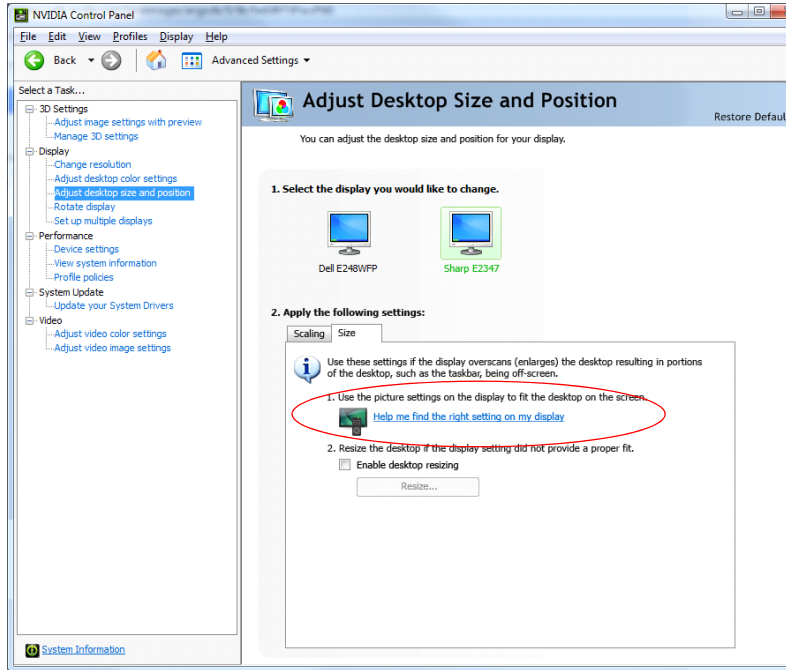 NVIDIA Control Panel
File Edit View Profiles Display Help
Back Advanced Settings
Select a Task...
3D Settings
Adjust image settings with preview
Manage 3D settings
Display
Change resolution
Adjust desktop color settings
Adjust desktop size and position
Rotate display
Set up multiple displays
Performance
Device settings
View system information
Profile policies
System Update
Update your System Drivers
Video
Adjust video color settings
Adjust video image settings
System Information
Adjust Desktop Size and Position
Restore Defaul
You can adjust the desktop size and position for your display.
1. Select the display you would like to change.
Dell E248WFP Sharp E2347
2. Apply the following settings:
Scaling Size
Use these settings if the display overscans (enlarges) the desktop resulting in portions
of the desktop, such as the taskbar, being off-screen.
1. Use the picture settings on the display to fit the desktop on the screen.
Help me find the right setting on my display
2. Resize the desktop if the display setting did not provide a proper fit.
Enable desktop resizing
Resize...